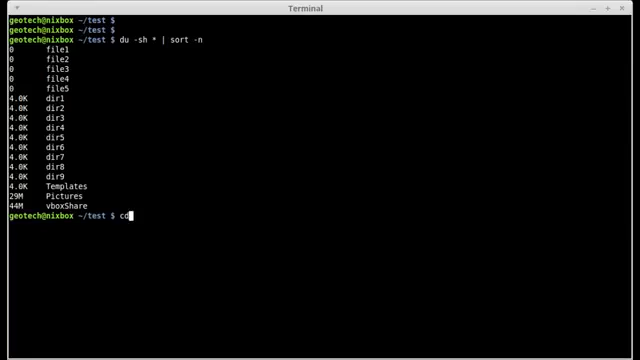 Terminal
geotech@nixbox ~/test $
geotech@nixbox ~/test $
geotech@nixbox ~/test $ du -sh * | sort -n
0 file1
0 file2
0 file3
0 file4
0 file5
4.0K dir1
4.0K dir2
4.0K dir3
4.0K dir4
4.0K dir5
4.0K dir6
4.0K dir7
4.0K dir8
4.0K dir9
4.0K Templates
29M Pictures
44M vboxShare
geotech@nixbox ~/test $ cd